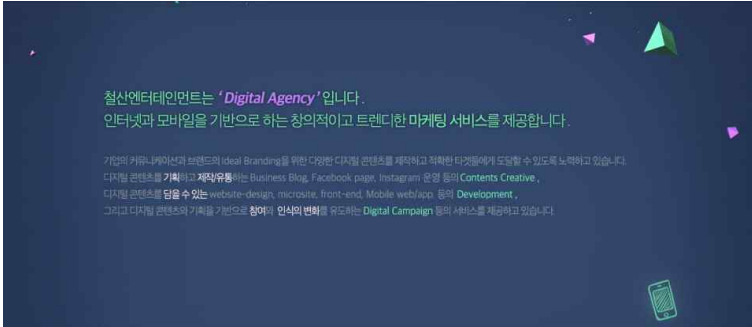 철산엔터테인먼트는 ‘Digital Agency’ 입니다.
인터넷과 모바일을 기반으로 하는 창의적이고 트렌디한 마케팅 서비스를 제공합니다.
기업의 커뮤니케이션과 브랜드의 Ideal Branding을 위한 다양한 디지털 콘텐츠를 제작하고 적확한 타겟들에게 도달할 수 있도록 노력하고 있습니다.
디지털 콘텐츠를 기획하고 제작/유통하는 Business Blog, Facebook page, Instagram 운영 등의 Contents Creative,
디지털 콘텐츠를 담을 수 있는 website-design, microsite, front-end, Mobile web/app 등의 Development,
그리고 디지털 콘텐츠와 기획을 기반으로 참여와 인식의 변화를 유도하는 Digital Campaign 등의 서비스를 제공하고 있습니다.